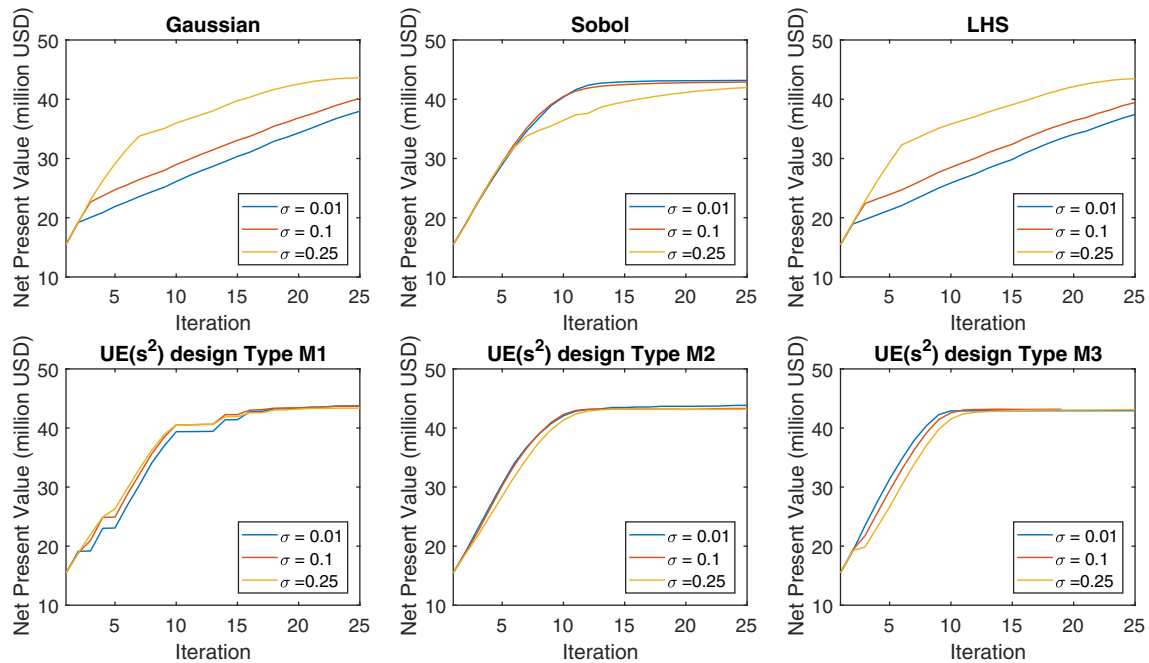 Gaussian
Net Present Value (million USD)
50
40
30
20
10
5
10
15
20
25
Iteration
σ = 0.01
σ = 0.1
σ =0.25
Sobol
Net Present Value (million USD)
50
40
30
20
10
5
10
15
20
25
Iteration
σ = 0.01
σ = 0.1
σ =0.25
LHS
Net Present Value (million USD)
50
40
30
20
10
5
10
15
20
25
Iteration
σ = 0.01
σ = 0.1
σ =0.25
UE(s²) design Type M1
Net Present Value (million USD)
50
40
30
20
10
5
10
15
20
25
Iteration
σ = 0.01
σ = 0.1
σ =0.25
UE(s²) design Type M2
Net Present Value (million USD)
50
40
30
20
10
5
10
15
20
25
Iteration
σ = 0.01
σ = 0.1
σ =0.25
UE(s²) design Type M3
Net Present Value (million USD)
50
40
30
20
10
5
10
15
20
25
Iteration
σ = 0.01
σ = 0.1
σ =0.25